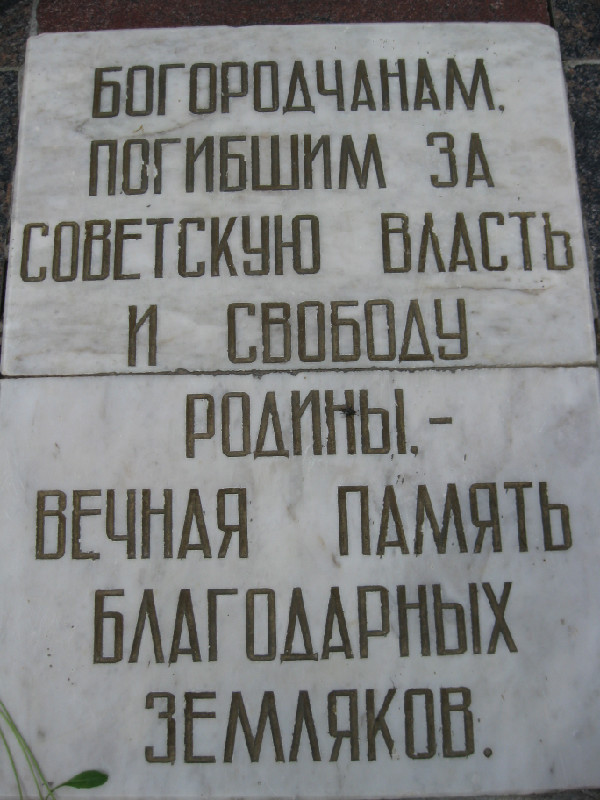 БОГОРОДЧАНАМ,
ПОГИБШИМ ЗА
СОВЕТСКУЮ ВЛАСТЬ
И СВОБОДУ
РОДИНЫ,-
ВЕЧНАЯ ПАМЯТЬ
БЛАГОДАРНЫХ
ЗЕМЛЯКОВ.